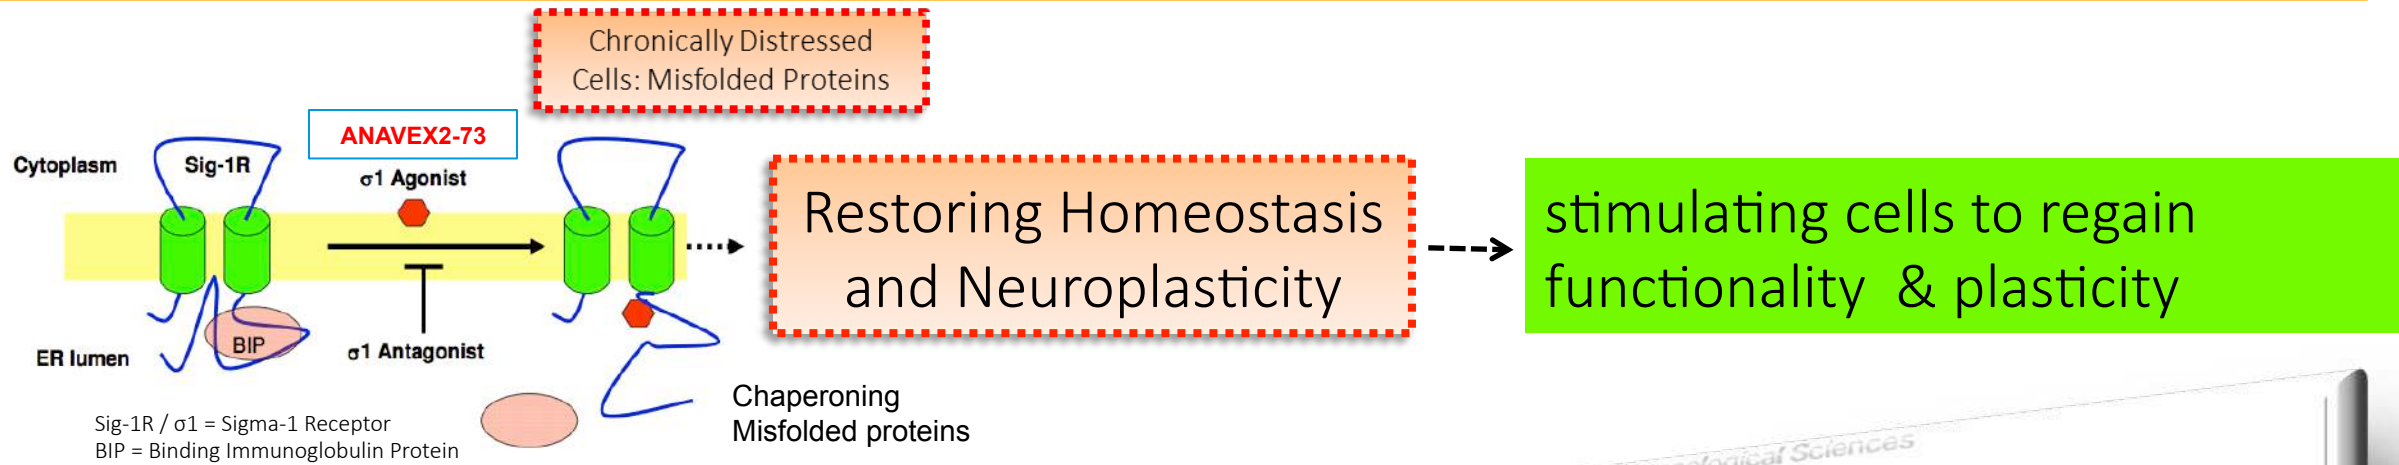 Chronically Distressed
Cells: Misfolded Proteins
ANAVEX2-73
Cytoplasm
Sig-1R
σ1 Agonist
Restoring Homeostasis
and Neuroplasticity
stimulating cells to regain
functionality & plasticity
BIP
ER lumen
σ1 Antagonist
Chaperoning
Misfolded proteins
Sig-1R / σ1 = Sigma-1 Receptor
BIP = Binding Immunoglobulin Protein
Sciences